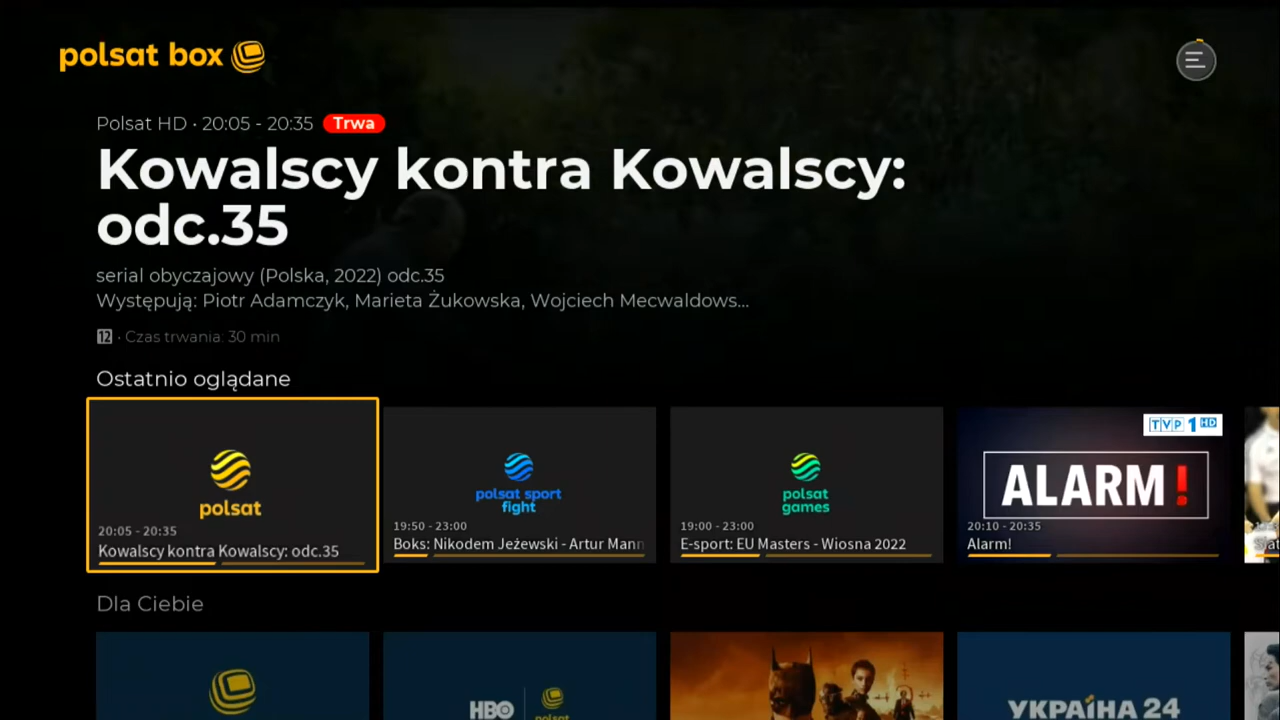 polsat box
Polsat HD · 20:05 - 20:35 Trwa
Kowalscy kontra Kowalscy:
odc.35
serial obyczajowy (Polska, 2022) odc.35
Występują: Piotr Adamczyk, Marieta Żukowska, Wojciech Mecwaldows...
12 · Czas trwania: 30 min
Ostatnio oglądane
polsat
20:05 - 20:35
Kowalscy kontra Kowalscy: odc.35
polsat sport
fight
19:50 - 23:00
Boks: Nikodem Jeżewski - Artur Mann
polsat
games
19:00 - 23:00
E-sport: EU Masters - Wiosna 2022
TVP 1 HD
ALARM!
20:10 - 20:35
Alarm!
Dla Ciebie
HBO
polsat
УКРАЇНА 24